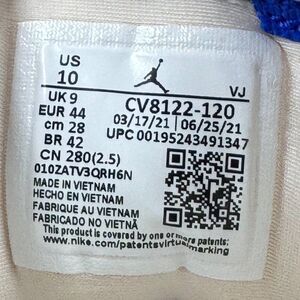 US
10
VJ
UK 9
EUR 44
cm 28
BR 42
CN 280(2.5)
010ZATV3QRH6N
CV8122-120
03/17/21 06/25/21
UPC 00195243491347
MADE IN VIETNAM
HECHO EN VIETNAM
FABRIQUE AU VIETNAM
FABRICADO NO VIETNÃ
This product is covered by one or more patents;
www.nike.com/patentsvirtualmarking